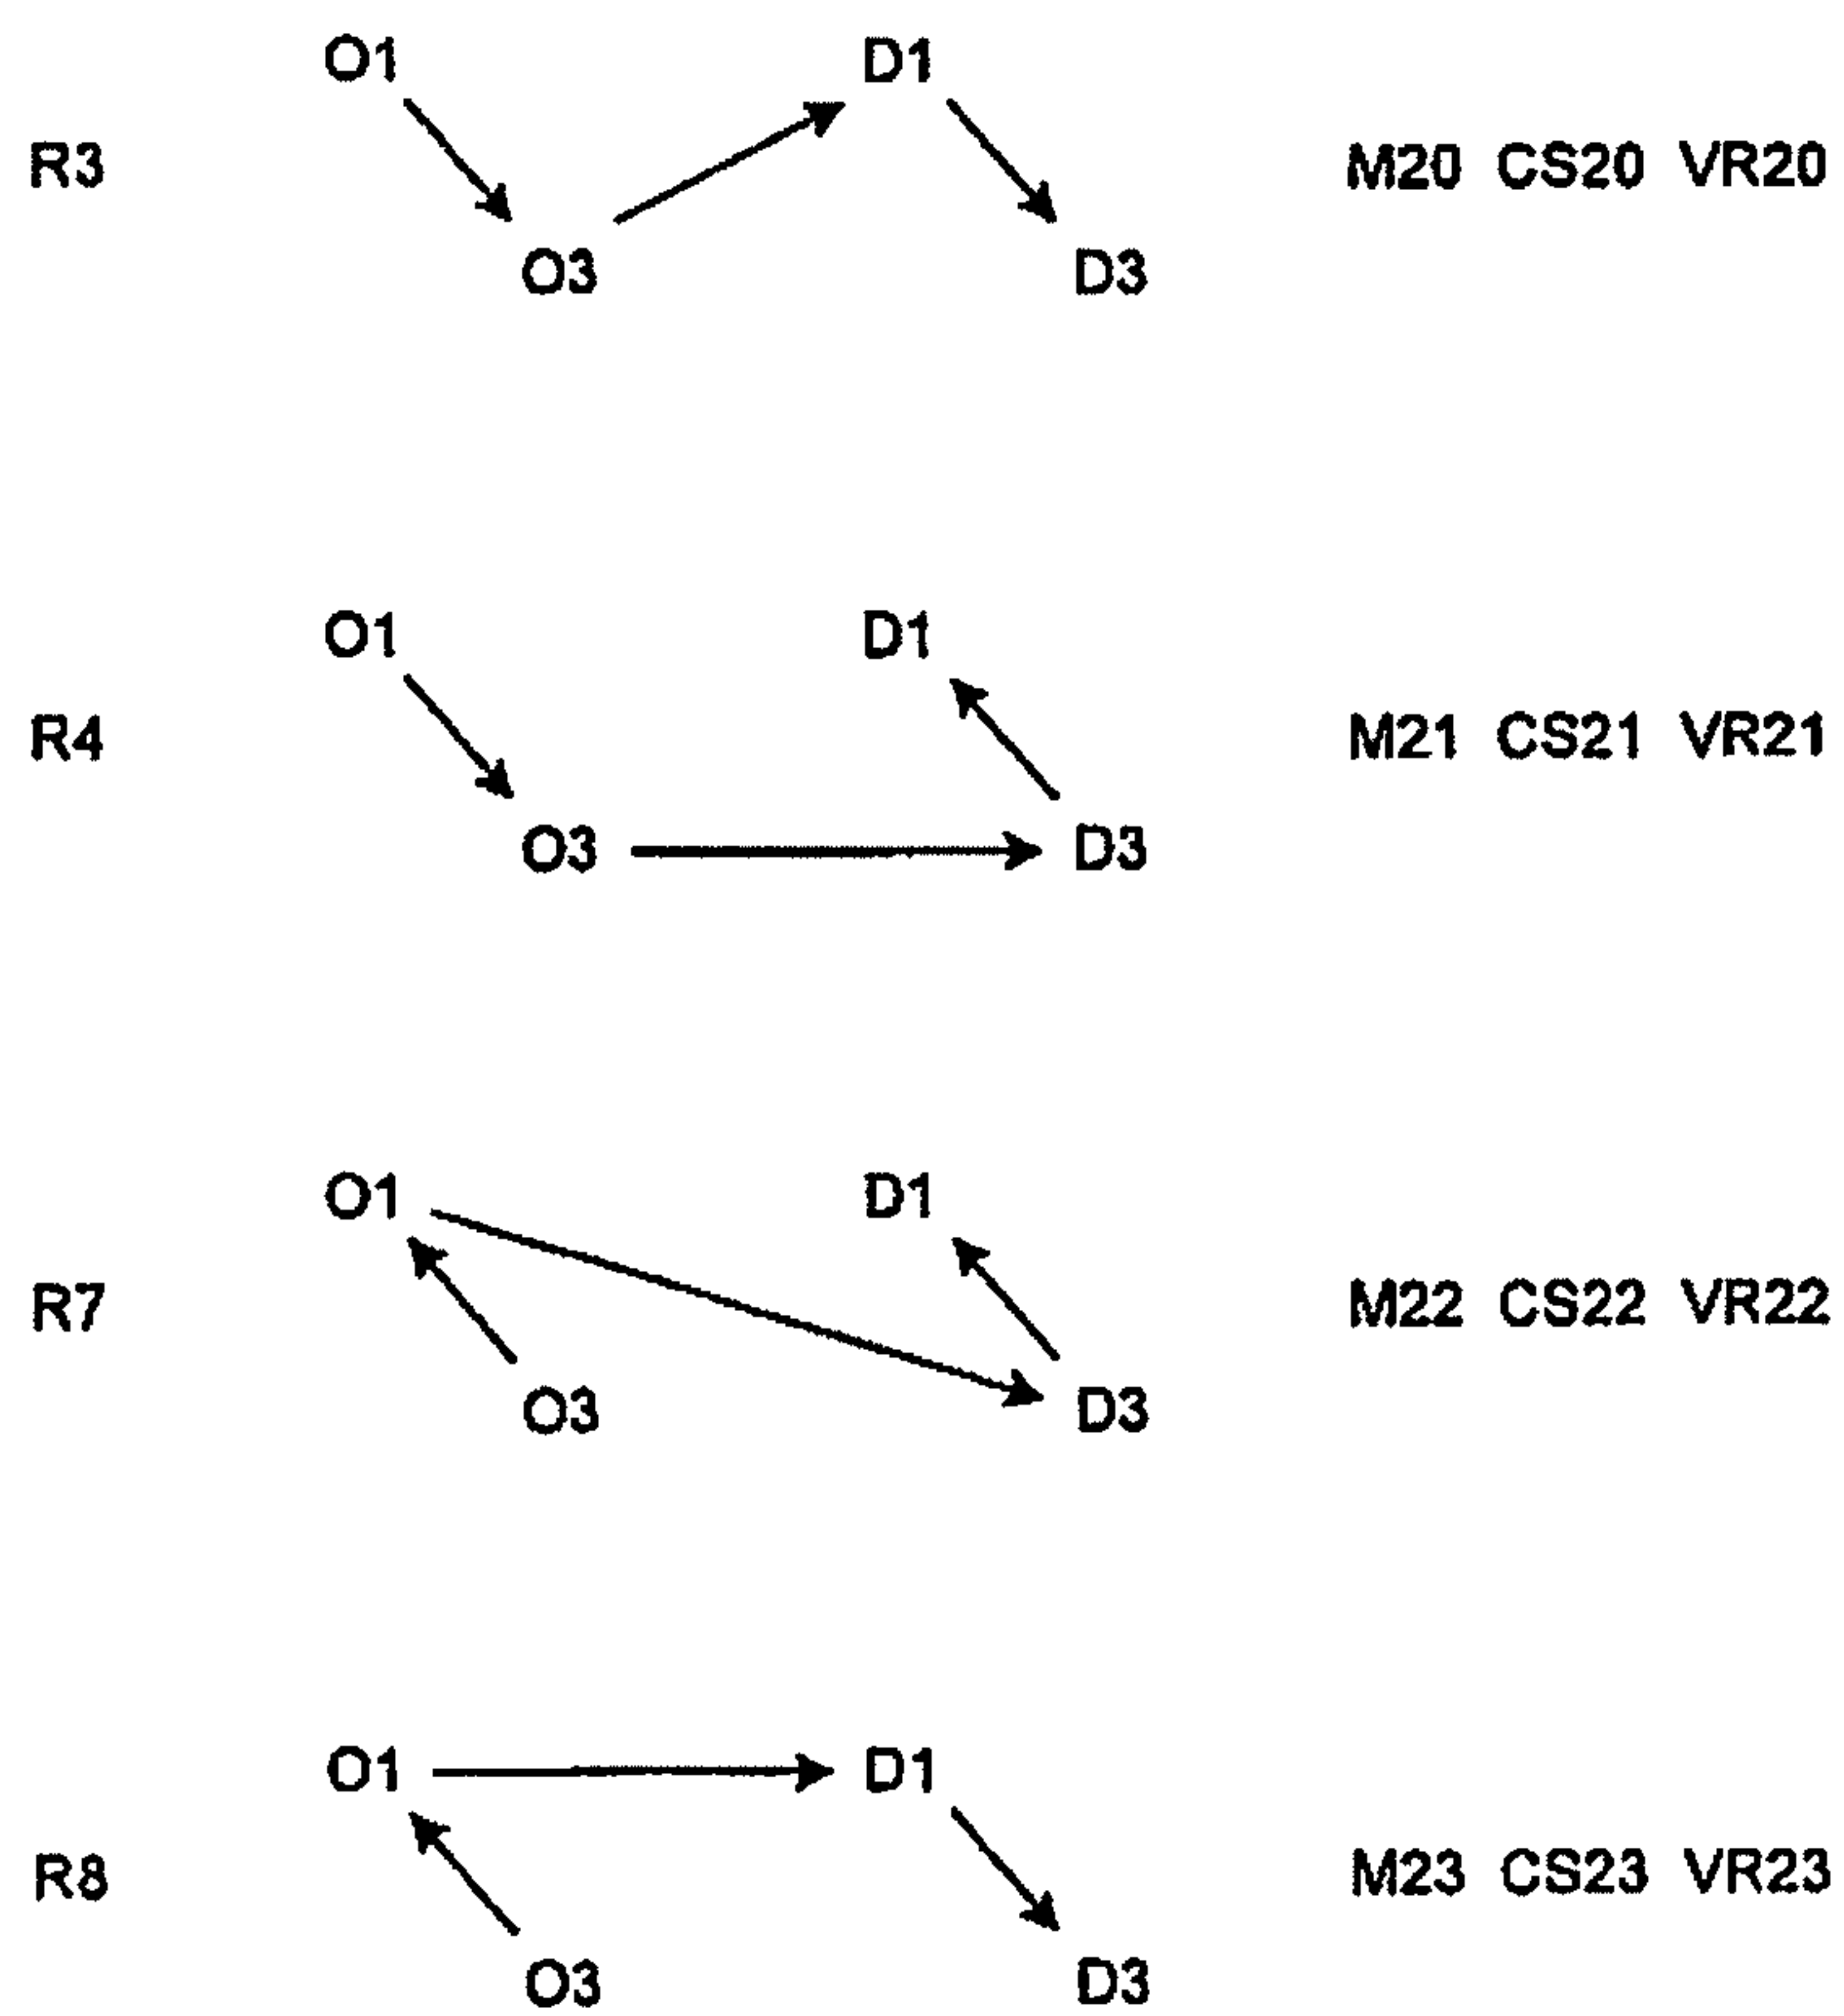 O1 D1
R3 M20 CS20 VR20
O3 D3
O1 D1
R4 M21 CS21 VR21
O3 D3
O1 D1
R7 M22 CS22 VR22
O3 D3
O1 D1
R8 M23 CS23 VR23
O3 D3